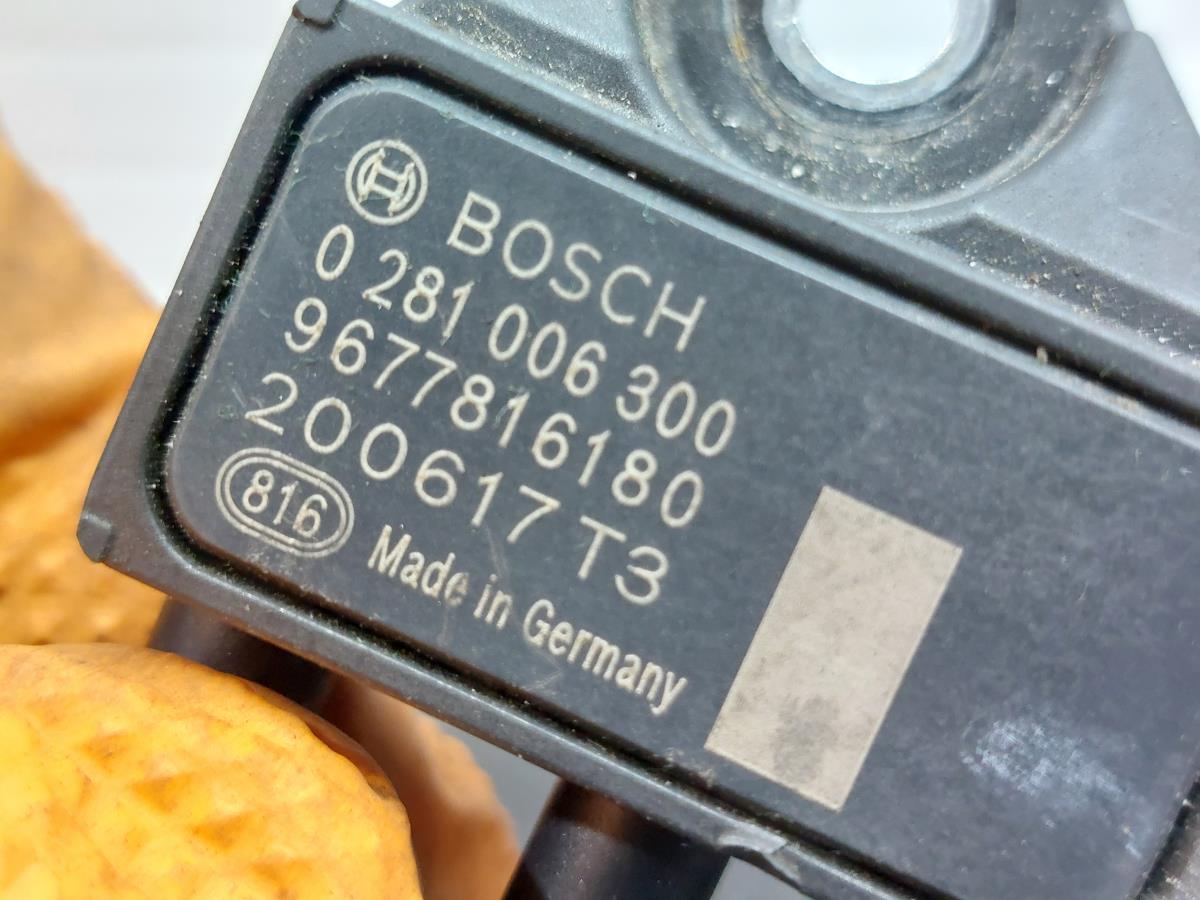 BOSCH
0 281 006 300
9677816180
200617 T3
816 Made in Germany